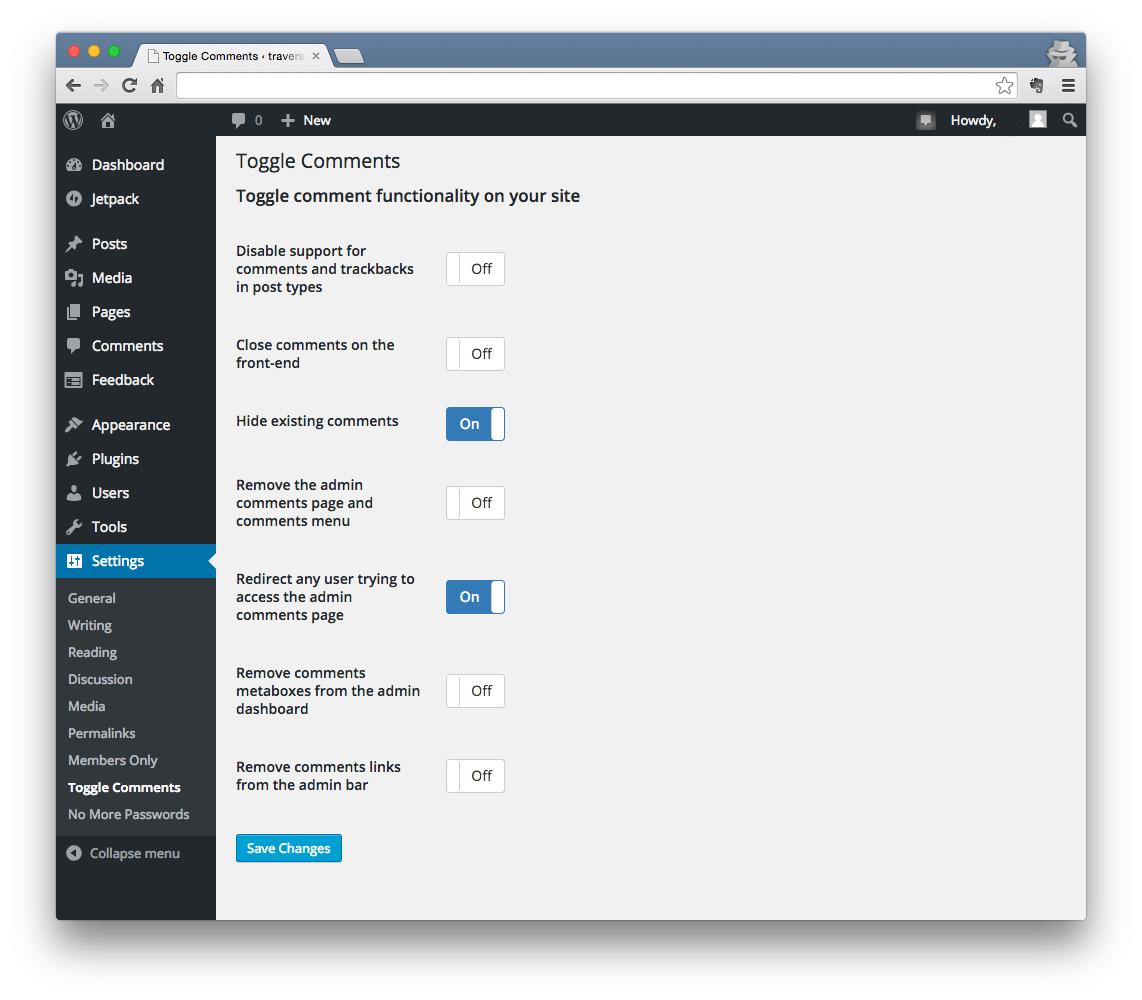 Toggle Comments ‹ travers
0
New
Howdy,
Dashboard
Jetpack
Posts
Media
Pages
Comments
Feedback
Appearance
Plugins
Users
Tools
Settings
General
Writing
Reading
Discussion
Media
Permalinks
Members Only
Toggle Comments
No More Passwords
Collapse menu
Toggle Comments
Toggle comment functionality on your site
Disable support for
comments and trackbacks
in post types
Off
Close comments on the
front-end
Off
Hide existing comments
On
Remove the admin
comments page and
comments menu
Off
Redirect any user trying to
access the admin
comments page
On
Remove comments
metaboxes from the admin
dashboard
Off
Remove comments links
from the admin bar
Off
Save Changes